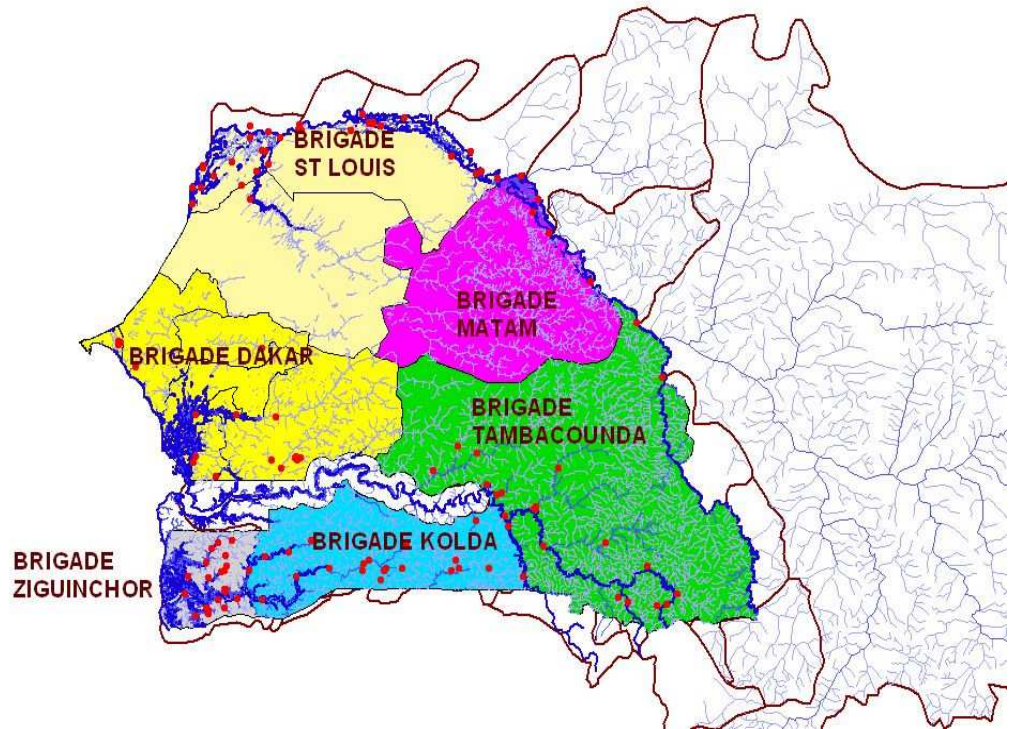 BRIGADE
ST LOUIS
BRIGADE
MATAM
BRIGADE DAKAR
BRIGADE
TAMBACOUNDA
BRIGADE KOLDA
BRIGADE
ZIGUINCHOR